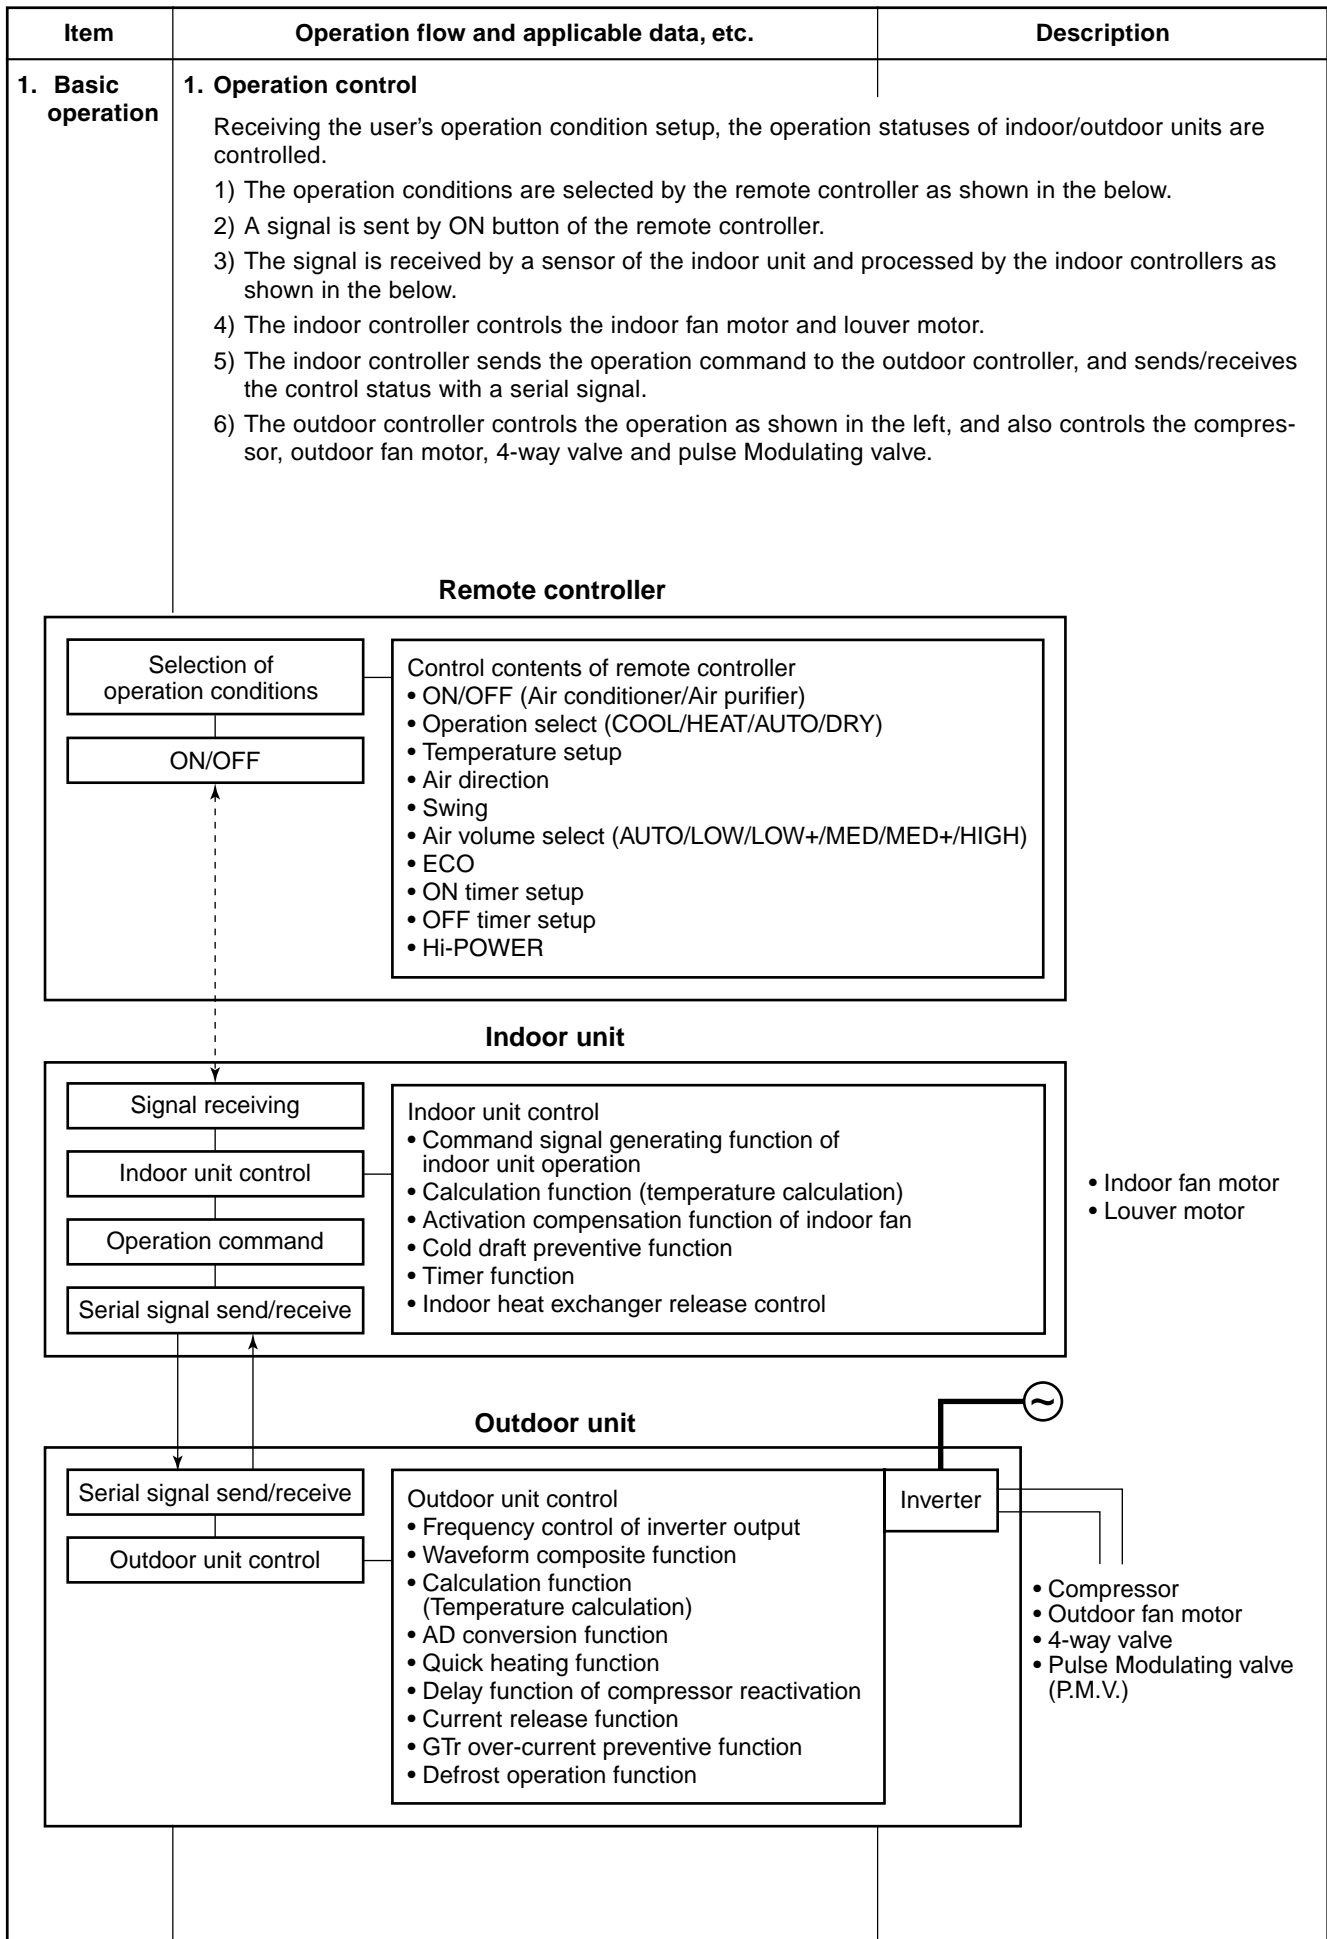 Item
Operation flow and applicable data, etc.
Description
1. Basic
operation
1. Operation control
Receiving the user's operation condition setup, the operation statuses of indoor/outdoor units are
controlled.
1) The operation conditions are selected by the remote controller as shown in the below.
2) A signal is sent by ON button of the remote controller.
3) The signal is received by a sensor of the indoor unit and processed by the indoor controllers as
shown in the below.
4) The indoor controller controls the indoor fan motor and louver motor.
5) The indoor controller sends the operation command to the outdoor controller, and sends/receives
the control status with a serial signal.
6) The outdoor controller controls the operation as shown in the left, and also controls the compres-
sor, outdoor fan motor, 4-way valve and pulse Modulating valve.
Remote controller
Selection of
operation conditions
ON/OFF
Control contents of remote controller
• ON/OFF (Air conditioner/Air purifier)
• Operation select (COOL/HEAT/AUTO/DRY)
• Temperature setup
• Air direction
• Swing
• Air volume select (AUTO/LOW/LOW+/MED/MED+/HIGH)
• ECO
• ON timer setup
• OFF timer setup
• Hi-POWER
Indoor unit
Signal receiving
Indoor unit control
Operation command
Serial signal send/receive
Indoor unit control
• Command signal generating function of
indoor unit operation
• Calculation function (temperature calculation)
• Activation compensation function of indoor fan
• Cold draft preventive function
• Timer function
• Indoor heat exchanger release control
• Indoor fan motor
• Louver motor
~
Outdoor unit
Serial signal send/receive
Outdoor unit control
Outdoor unit control
• Frequency control of inverter output
• Waveform composite function
• Calculation function
(Temperature calculation)
• AD conversion function
• Quick heating function
• Delay function of compressor reactivation
• Current release function
• GTr over-current preventive function
• Defrost operation function
Inverter
• Compressor
• Outdoor fan motor
• 4-way valve
• Pulse Modulating valve
(P.M.V.)